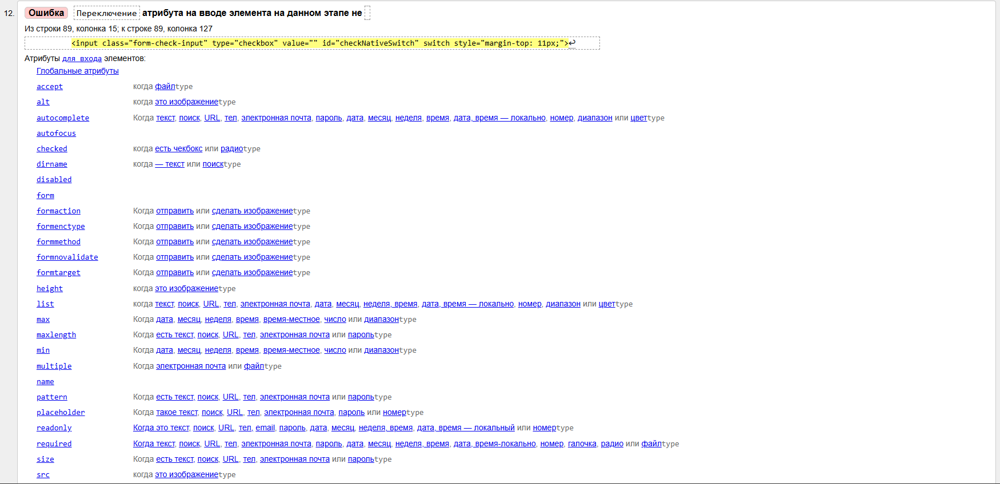 12. Ошибка Переключение атрибута на вводе элемента на данном этапе не
Из строки 89, колонка 15; к строке 89, колонка 127
<input class="form-check-input" type="checkbox" value="" id="checkNativeSwitch" switch style="margin-top: 11px;">↩
Атрибуты для входа элементов:
Глобальные атрибуты
accept когда файлtype
alt когда это изображениеtype
autocomplete Когда текст, поиск, URL, тел, электронная почта, пароль, дата, месяц, неделя, время, дата, время — локально, номер, диапазон или цветtype
autofocus
checked когда есть чекбокс или радиоtype
dirname когда — текст или поискtype
disabled
form
formaction Когда отправить или сделать изображениеtype
formenctype Когда отправить или сделать изображениеtype
formmethod Когда отправить или сделать изображениеtype
formnovalidate Когда отправить или сделать изображениеtype
formtarget Когда отправить или сделать изображениеtype
height когда это изображениеtype
list когда текст, поиск, URL, тел, электронная почта, дата, месяц, неделя, время, дата, время — локально, номер, диапазон или цветtype
max Когда дата, месяц, неделя, время, время-местное, число или диапазонtype
maxlength Когда есть текст, поиск, URL, тел, электронная почта или парольtype
min Когда дата, месяц, неделя, время, время-местное, число или диапазонtype
multiple Когда электронная почта или файлtype
name
pattern Когда есть текст, поиск, URL, тел, электронная почта или парольtype
placeholder Когда такое текст, поиск, URL, тел, электронная почта, пароль или номерtype
readonly Когда это текст, поиск, URL, тел, email, пароль, дата, месяц, неделя, время, дата, время — локальный или номерtype
required Когда текст, поиск, URL, тел, электронная почта, пароль, дата, месяц, неделя, время, дата, время-локально, номер, галочка, радио или файлtype
size Когда есть текст, поиск, URL, тел, электронная почта или парольtype
src когда это изображениеtype